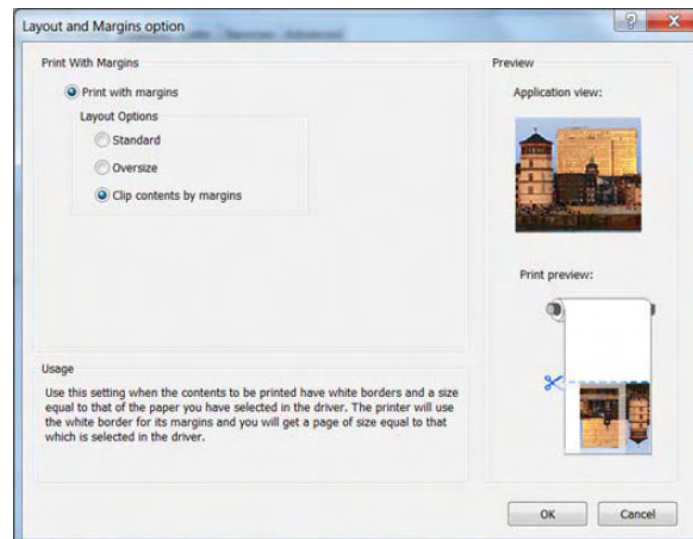 Layout and Margins option
Print With Margins
Print with margins
Layout Options
Standard
Oversize
Clip contents by margins
Usage
Use this setting when the contents to be printed have white borders and a size
equal to that of the paper you have selected in the driver. The printer will use
the white border for its margins and you will get a page of size equal to that
which is selected in the driver.
Preview
Application view:
Print preview:
OK
Cancel